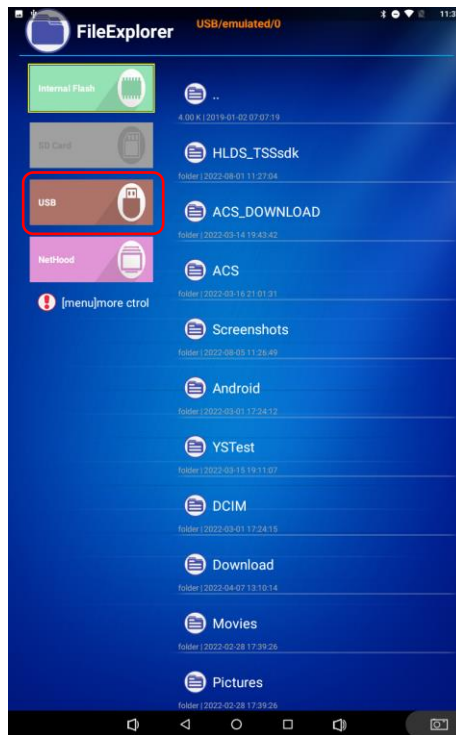 11:3
FileExplorer
USB/emulated/0
Internal Flash
SD Card
USB
NetHood
[menu]more ctrol
..
4.00 K | 2019-01-02 07:07:19
HLDS_TSSsdk
folder | 2022-08-01 11:27:04
ACS_DOWNLOAD
folder | 2022-03-14 19:43:42
ACS
folder | 2022-03-16 21:01:31
Screenshots
folder | 2022-08-05 11:26:49
Android
folder | 2022-03-01 17:24:12
YSTest
folder | 2022-03-15 19:11:07
DCIM
folder | 2022-03-01 17:24:15
Download
folder | 2022-04-07 13:10:14
Movies
folder | 2022-02-28 17:39:26
Pictures
folder | 2022-02-28 17:39:26